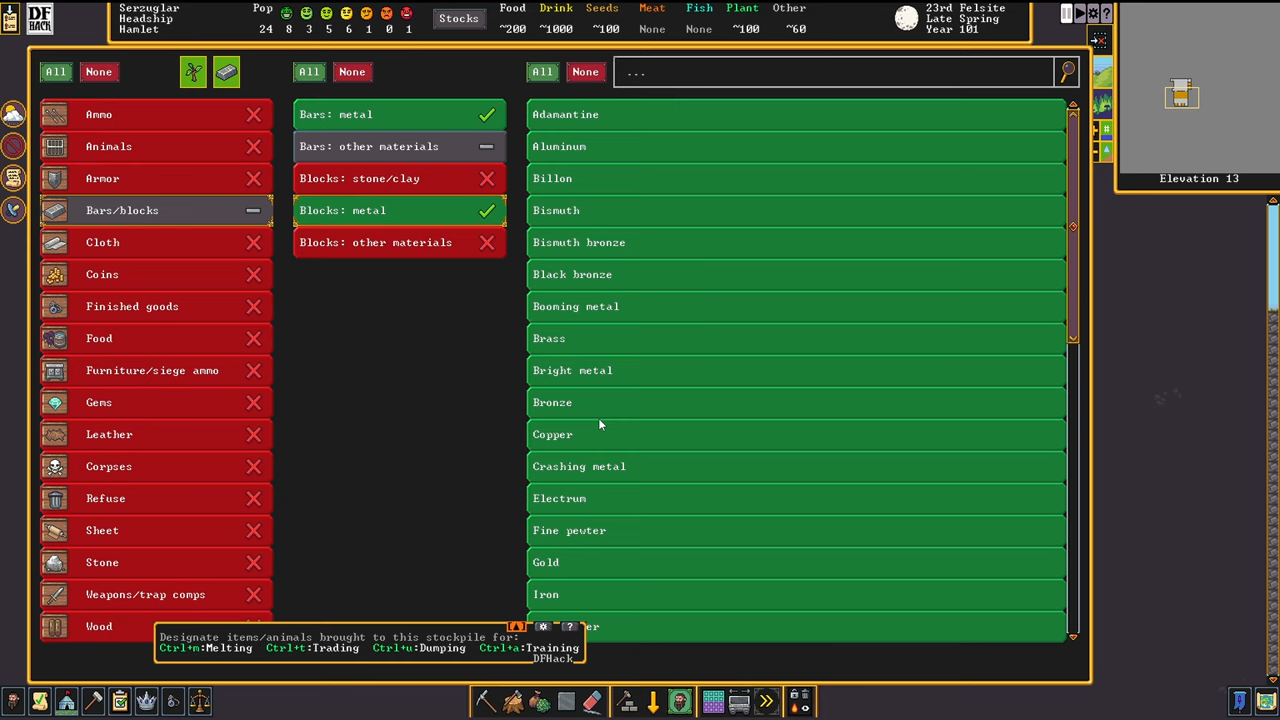 Serzuglar
Headship
Hamlet
DF
HACK
Pop
24 8 3 5 6 1 0 1
Stocks
Food Drink Seeds Meat Fish Plant Other
~200 ~1000 ~100 None None ~100 ~60
23rd Felsite
Late Spring
Year 101
Elevation 13
All None
All None
All None
...
Ammo
Animals
Armor
Bars/blocks
Cloth
Coins
Finished goods
Food
Furniture/siege ammo
Gems
Leather
Corpses
Refuse
Sheet
Stone
Weapons/trap comps
Wood
Bars: metal
Bars: other materials
Blocks: stone/clay
Blocks: metal
Blocks: other materials
Adamantine
Aluminum
Billon
Bismuth
Bismuth bronze
Black bronze
Booming metal
Brass
Bright metal
Bronze
Copper
Crashing metal
Electrum
Fine pewter
Gold
Iron
Designate items/animals brought to this stockpile for:
Ctrl+m:Melting Ctrl+t:Trading Ctrl+u:Dumping Ctrl+a:Training
DFHack